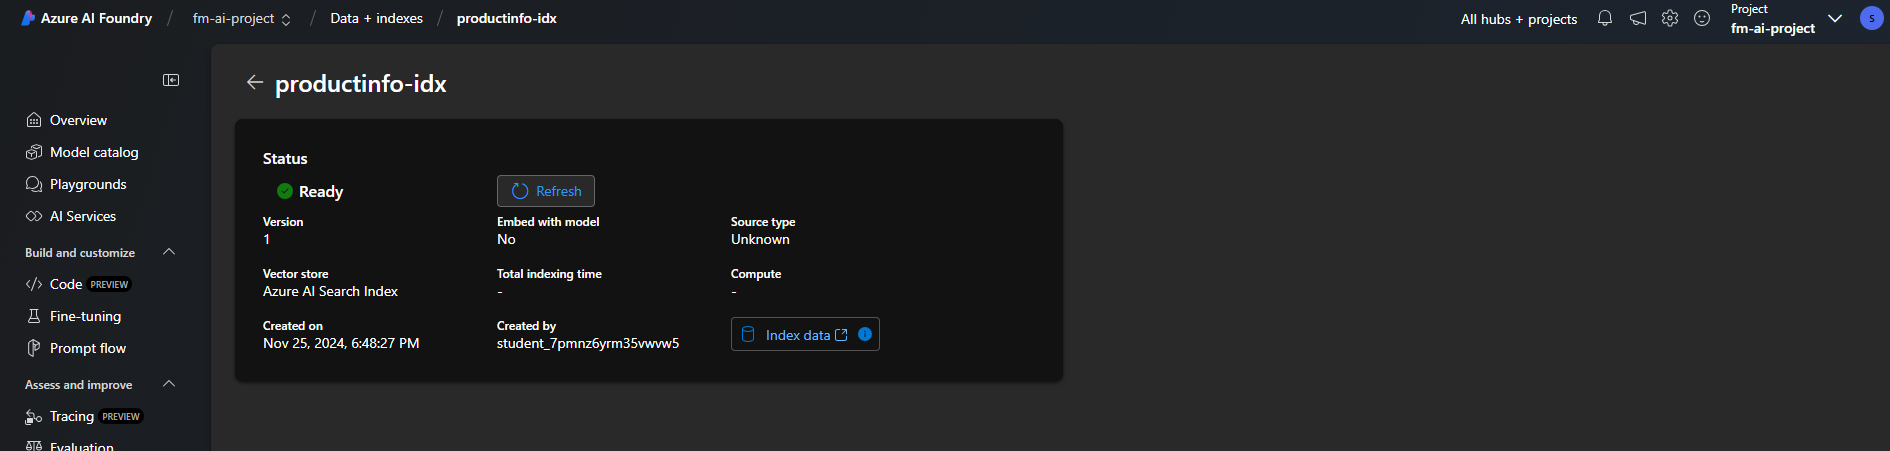 Azure AI Foundry / fm-ai-project / Data + indexes / productinfo-idx
All hubs + projects
Project
fm-ai-project
S
productinfo-idx
Overview
Model catalog
Playgrounds
AI Services
Build and customize
Code PREVIEW
Fine-tuning
Prompt flow
Assess and improve
Tracing PREVIEW
Evaluation
Status
Ready
Refresh
Version
1
Embed with model
No
Source type
Unknown
Vector store
Azure AI Search Index
Total indexing time
-
Compute
-
Created on
Nov 25, 2024, 6:48:27 PM
Created by
student_7pmnz6yrm35vwvw5
Index data